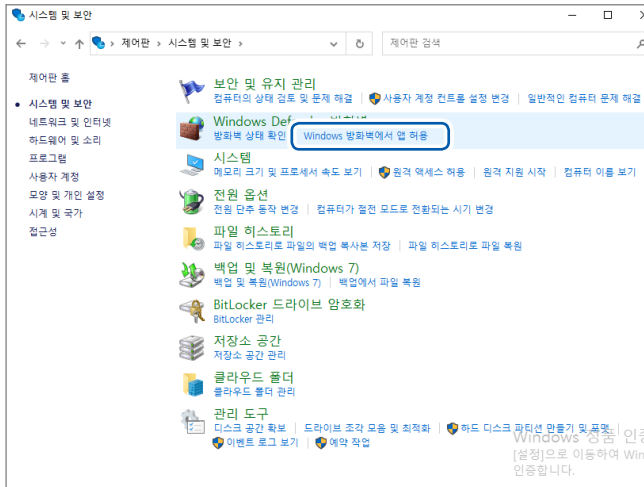 시스템 및 보안
제어판 > 시스템 및 보안 >
제어판 검색
제어판 홈
시스템 및 보안
네트워크 및 인터넷
하드웨어 및 소리
프로그램
사용자 계정
모양 및 개인 설정
시계 및 국가
접근성
보안 및 유지 관리
컴퓨터의 상태 검토 및 문제 해결 | 사용자 계정 컨트롤 설정 변경 | 일반적인 컴퓨터 문제 해결
Windows Defender 방화벽
방화벽 상태 확인 | Windows 방화벽에서 앱 허용
시스템
메모리 크기 및 프로세서 속도 보기 | 원격 액세스 허용 | 원격 지원 시작 | 컴퓨터 이름 보기
전원 옵션
전원 단추 동작 변경 | 컴퓨터가 절전 모드로 전환되는 시기 변경
파일 히스토리
파일 히스토리로 파일의 백업 복사본 저장 | 파일 히스토리로 파일 복원
백업 및 복원(Windows 7)
백업 및 복원(Windows 7) | 백업에서 파일 복원
BitLocker 드라이브 암호화
BitLocker 관리
저장소 공간
저장소 공간 관리
클라우드 폴더
클라우드 폴더 관리
관리 도구
디스크 공간 확보 | 드라이브 조각 모음 및 최적화 | 하드 디스크 파티션 만들기 및 포맷
이벤트 로그 보기 | 예약 작업
Windows 정품 인증
[설정]으로 이동하여 Win
인증합니다.